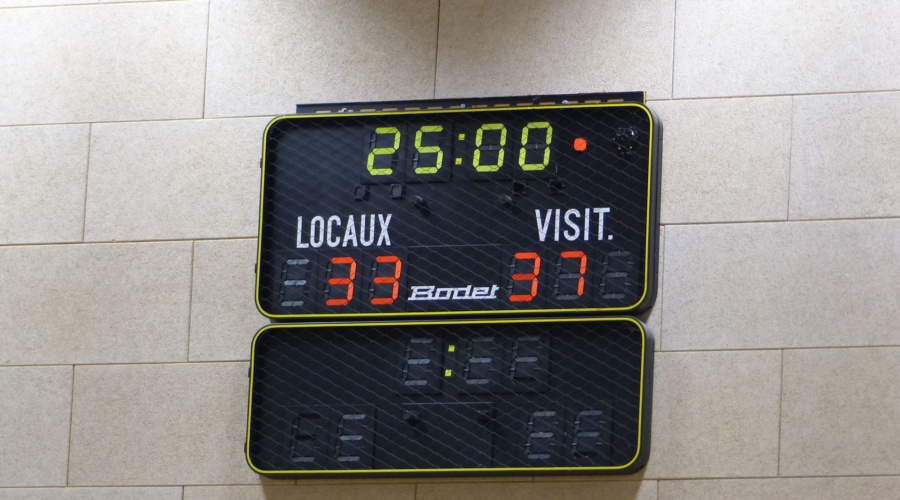 25:00
LOCAUX VISIT.
33 Bodet 37
: